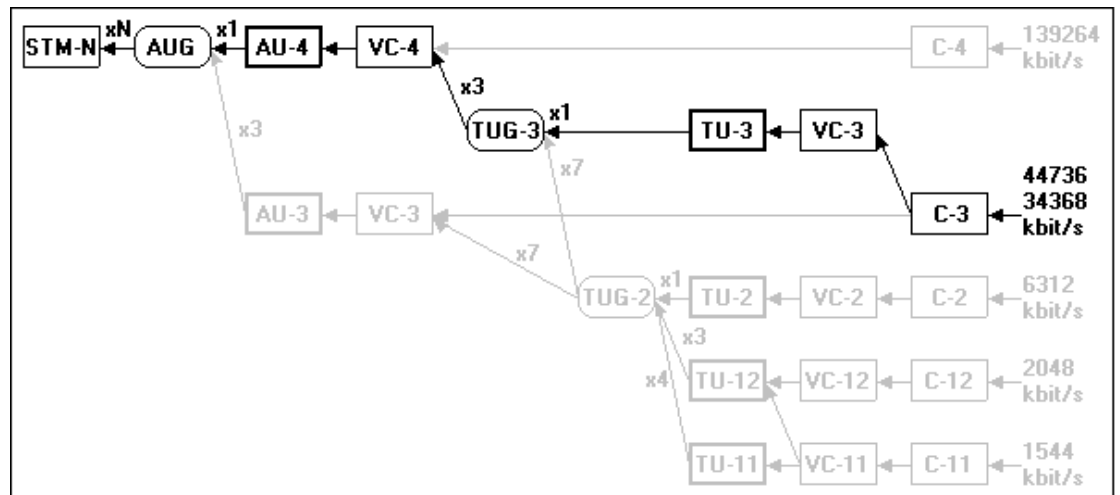 STM-N xN AUG x1 AU-4 VC-4 C-4 139264
kbit/s
x3
TUG-3 x1 TU-3 VC-3
x3
x7
44736
34368
kbit/s
AU-3 VC-3 C-3
x7
TUG-2 x1 TU-2 VC-2 C-2 6312
kbit/s
x3
x4 TU-12 VC-12 C-12 2048
kbit/s
TU-11 VC-11 C-11 1544
kbit/s